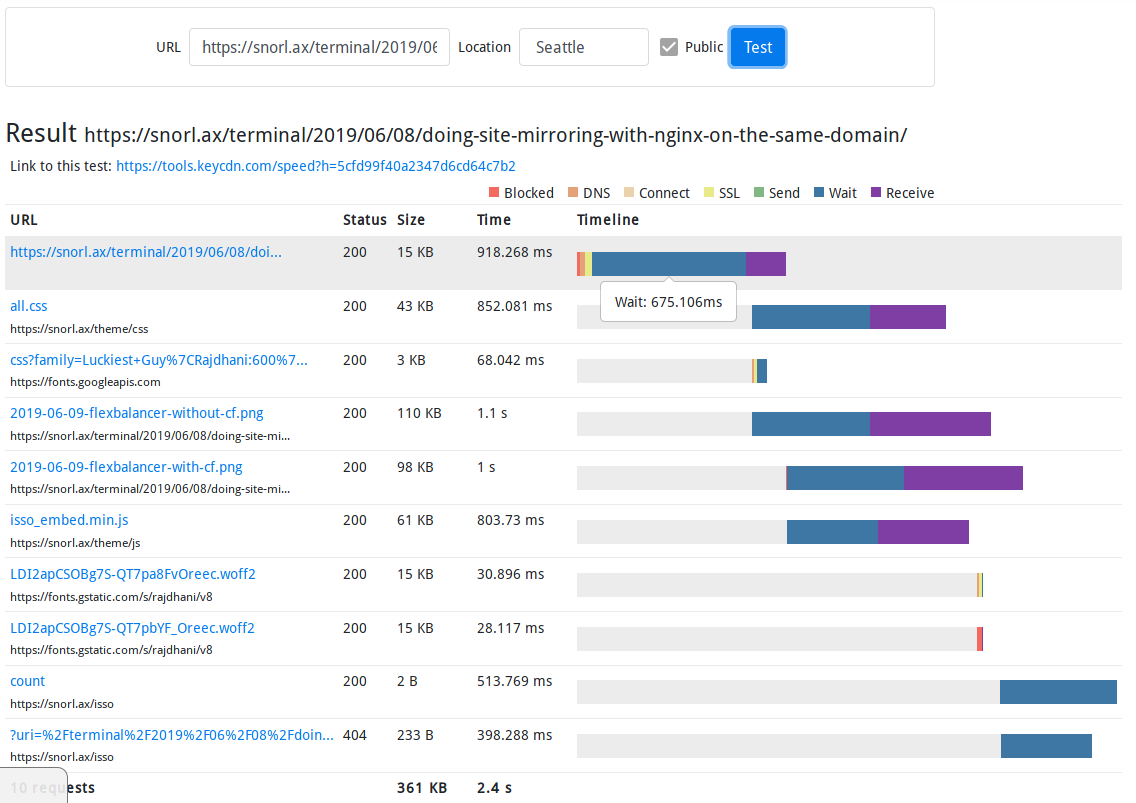 URL https://snorl.ax/terminal/2019/06 Location Seattle Public Test
Result https://snorl.ax/terminal/2019/06/08/doing-site-mirroring-with-nginx-on-the-same-domain/
Link to this test: https://tools.keycdn.com/speed?h=5cfd99f40a2347d6cd64c7b2
Blocked DNS Connect SSL Send Wait Receive
URL Status Size Time Timeline
https://snorl.ax/terminal/2019/06/08/doi... 200 15 KB 918.268 ms
Wait: 675.106ms
all.css 200 43 KB 852.081 ms
https://snorl.ax/theme/css
css?family=Luckiest+Guy%7CRajdhani:600%7... 200 3 KB 68.042 ms
https://fonts.googleapis.com
2019-06-09-flexbalancer-without-cf.png 200 110 KB 1.1 s
https://snorl.ax/terminal/2019/06/08/doing-site-mi...
2019-06-09-flexbalancer-with-cf.png 200 98 KB 1 s
https://snorl.ax/terminal/2019/06/08/doing-site-mi...
isso_embed.min.js 200 61 KB 803.73 ms
https://snorl.ax/theme/js
LDI2apCSOBg7S-QT7pa8FvOreec.woff2 200 15 KB 30.896 ms
https://fonts.gstatic.com/s/rajdhani/v8
LDI2apCSOBg7S-QT7pbYF_Oreec.woff2 200 15 KB 28.117 ms
https://fonts.gstatic.com/s/rajdhani/v8
count 200 2 B 513.769 ms
https://snorl.ax/isso
?uri=%2Fterminal%2F2019%2F06%2F08%2Fdoin... 404 233 B 398.288 ms
https://snorl.ax/isso
10 requests 361 KB 2.4 s